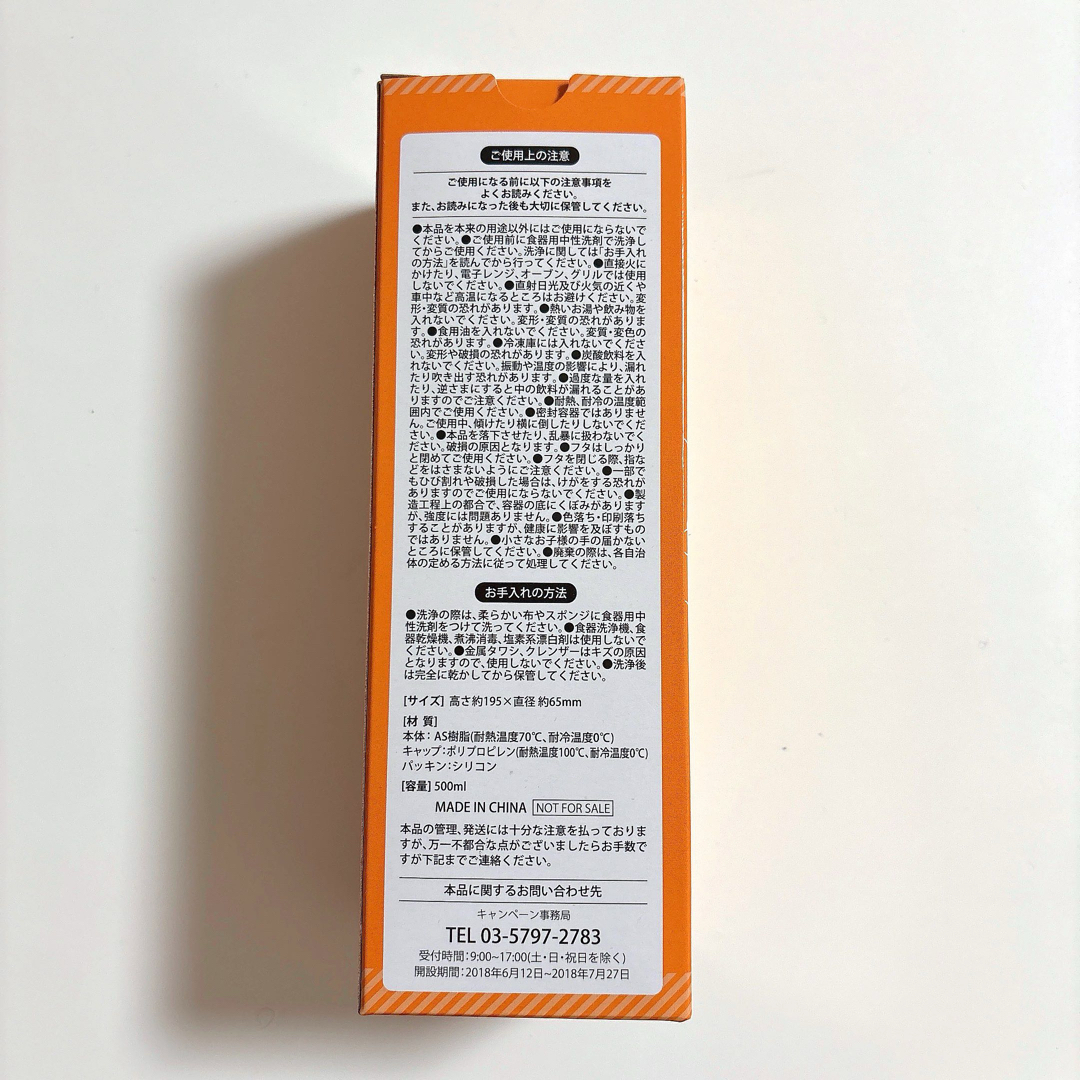 ご使用上の注意
ご使用になる前に以下の注意事項を
よくお読みください。
また、お読みになった後も大切に保管してください。
●本品を本来の用途以外にはご使用にならないで
ください。●ご使用前に食器用中性洗剤で洗浄し
てからご使用ください。洗浄に関しては「お手入れ
の方法」を読んでから行ってください。●直接火に
かけたり、電子レンジ、オーブン、グリルでは使用
しないでください。●直射日光及び火気の近くや
車中など高温になるところはお避けください。変
形・変質の恐れがあります。●熱いお湯や飲み物を
入れないでください。変形・変質の恐れがありま
す。●食用油を入れないでください。変質・変色の
恐れがあります。●冷凍庫には入れないでくださ
い。変形や破損の恐れがあります。●炭酸飲料を入
れないでください。振動や温度の影響により、漏れ
たり吹き出す恐れがあります。●過度な量を入れ
たり、逆さまにすると中の飲料が漏れることがあ
りますのでご注意ください。●耐熱、耐冷の温度範
囲内でご使用ください。●密封容器ではありませ
ん。ご使用中、傾けたり横に倒したりしないでくだ
さい。●本品を落下させたり、乱暴に扱わないでく
ださい。破損の原因となります。●フタはしっかり
と閉めてご使用ください。●フタを閉じる際、指な
どをはさまないようにご注意ください。●一部で
もひび割れや破損した場合は、けがをする恐れが
ありますのでご使用にならないでください。●製
造工程上の都合で、容器の底にくぼみがあります
が、強度には問題ありません。●色落ち・印刷落ち
することがありますが、健康に影響を及ぼすもの
ではありません。●小さなお子様の手の届かない
ところに保管してください。●廃棄の際は、各自治
体の定める方法に従って処理してください。
お手入れの方法
●洗浄の際は、柔らかい布やスポンジに食器用中
性洗剤をつけて洗ってください。●食器洗浄機、食
器乾燥機、煮沸消毒、塩素系漂白剤は使用しないで
ください。●金属タワシ、クレンザーはキズの原因
となりますので、使用しないでください。●洗浄後
は完全に乾かしてから保管してください。
[サイズ] 高さ約195×直径 約65mm
[材 質]
本体：AS樹脂(耐熱温度70℃、耐冷温度0℃)
キャップ：ポリプロピレン(耐熱温度100℃、耐冷温度0℃)
パッキン：シリコン
[容量] 500ml
MADE IN CHINA NOT FOR SALE
本品の管理、発送には十分な注意を払っておりま
すが、万一不都合な点がございましたらお手数で
すが下記までご連絡ください。
本品に関するお問い合わせ先
キャンペーン事務局
TEL 03-5797-2783
受付時間：9:00~17:00(土・日・祝日を除く)
開設期間：2018年6月12日~2018年7月27日